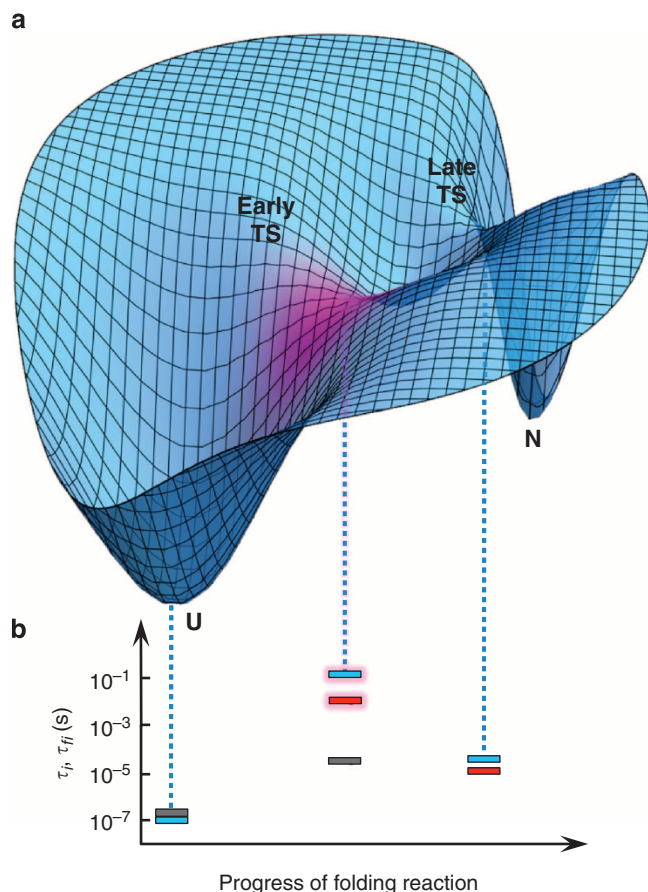 a
Early
TS
Late
TS
N
U
b
τi, τfi (s)
10–1
10–3
10–5
10–7
Progress of folding reaction